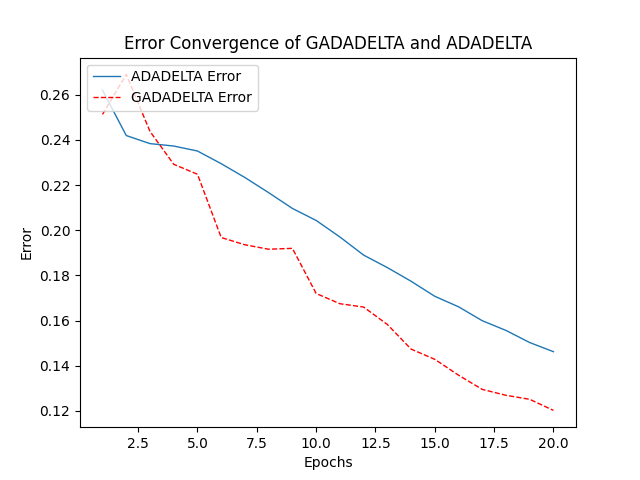 Error Convergence of GADADELTA and ADADELTA
ADADELTA Error
GADADELTA Error
0.26
0.24
0.22
0.20
0.18
0.16
0.14
0.12
Error
2.5 5.0 7.5 10.0 12.5 15.0 17.5 20.0
Epochs